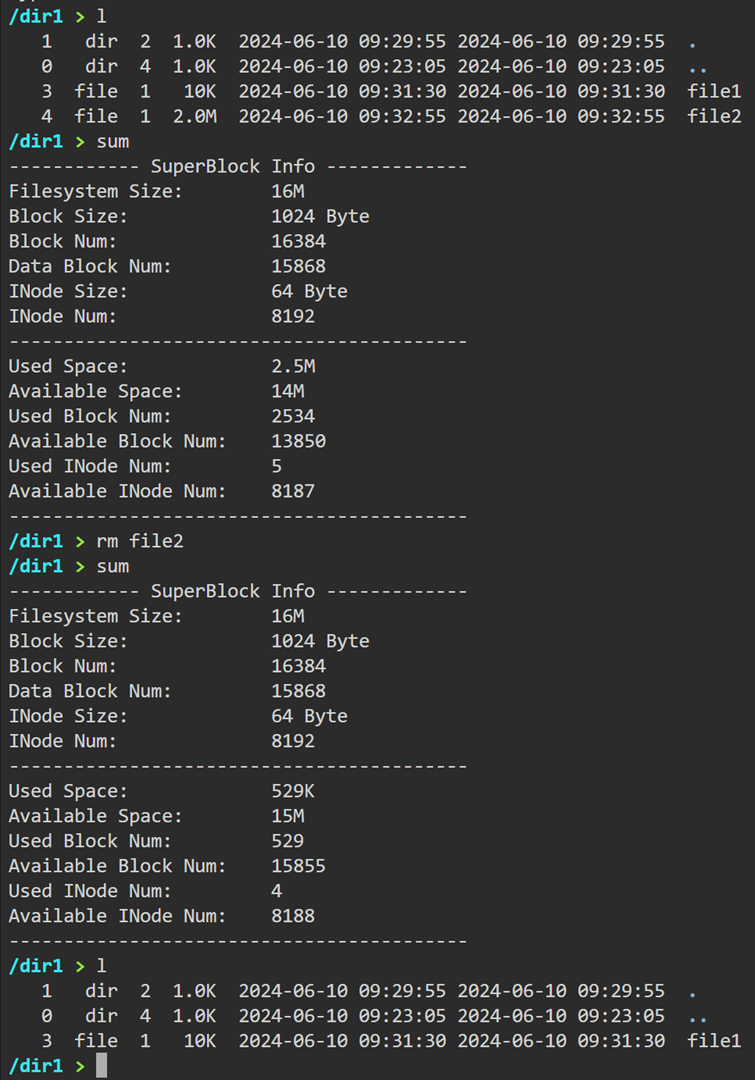 /dir1 > l
1 dir 2 1.0K 2024-06-10 09:29:55 2024-06-10 09:29:55 .
0 dir 4 1.0K 2024-06-10 09:23:05 2024-06-10 09:23:05 ..
3 file 1 10K 2024-06-10 09:31:30 2024-06-10 09:31:30 file1
4 file 1 2.0M 2024-06-10 09:32:55 2024-06-10 09:32:55 file2
/dir1 > sum
------------ SuperBlock Info -------------
Filesystem Size: 16M
Block Size: 1024 Byte
Block Num: 16384
Data Block Num: 15868
INode Size: 64 Byte
INode Num: 8192
------------------------------------------
Used Space: 2.5M
Available Space: 14M
Used Block Num: 2534
Available Block Num: 13850
Used INode Num: 5
Available INode Num: 8187
------------------------------------------
/dir1 > rm file2
/dir1 > sum
------------ SuperBlock Info -------------
Filesystem Size: 16M
Block Size: 1024 Byte
Block Num: 16384
Data Block Num: 15868
INode Size: 64 Byte
INode Num: 8192
------------------------------------------
Used Space: 529K
Available Space: 15M
Used Block Num: 529
Available Block Num: 15855
Used INode Num: 4
Available INode Num: 8188
------------------------------------------
/dir1 > l
1 dir 2 1.0K 2024-06-10 09:29:55 2024-06-10 09:29:55 .
0 dir 4 1.0K 2024-06-10 09:23:05 2024-06-10 09:23:05 ..
3 file 1 10K 2024-06-10 09:31:30 2024-06-10 09:31:30 file1
/dir1 >